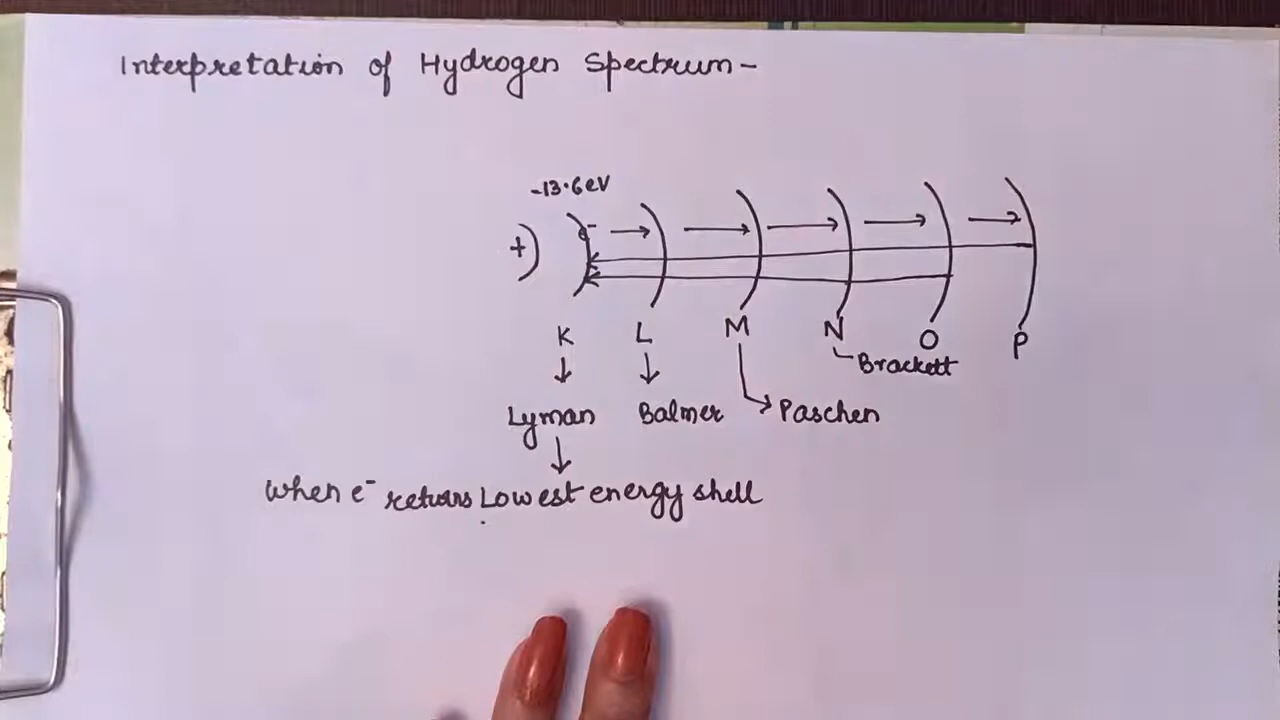 Interpretation of Hydrogen Spectrum-
-13.6eV
+) e-
K L M N O P
Brackett
Lyman Balmer Paschen
When e- returns Lowest energy shell